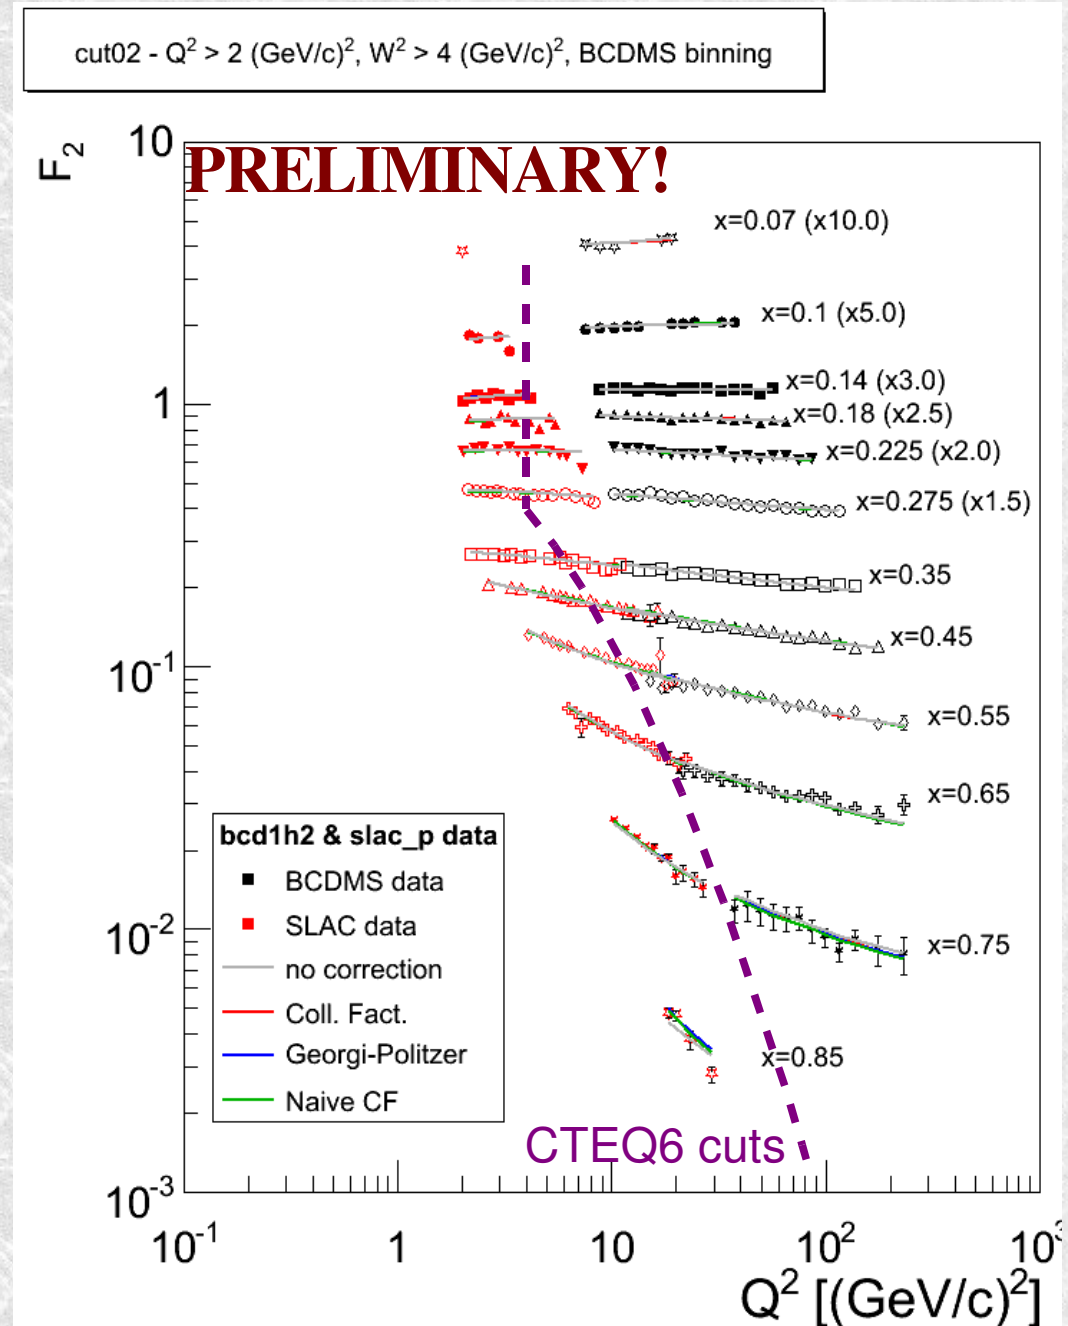 cut02 - Q² > 2 (GeV/c)², W² > 4 (GeV/c)², BCDMS binning
F₂
10
PRELIMINARY!
x=0.07 (x10.0)
x=0.1 (x5.0)
x=0.14 (x3.0)
1
x=0.18 (x2.5)
x=0.225 (x2.0)
x=0.275 (x1.5)
x=0.35
x=0.45
10⁻¹
x=0.55
x=0.65
bcd1h2 & slac_p data
BCDMS data
SLAC data
10⁻²
x=0.75
no correction
Coll. Fact.
Georgi-Politzer
x=0.85
Naive CF
CTEQ6 cuts
10⁻³
10⁻¹ 1 10 10² 10³
Q² [(GeV/c)²]